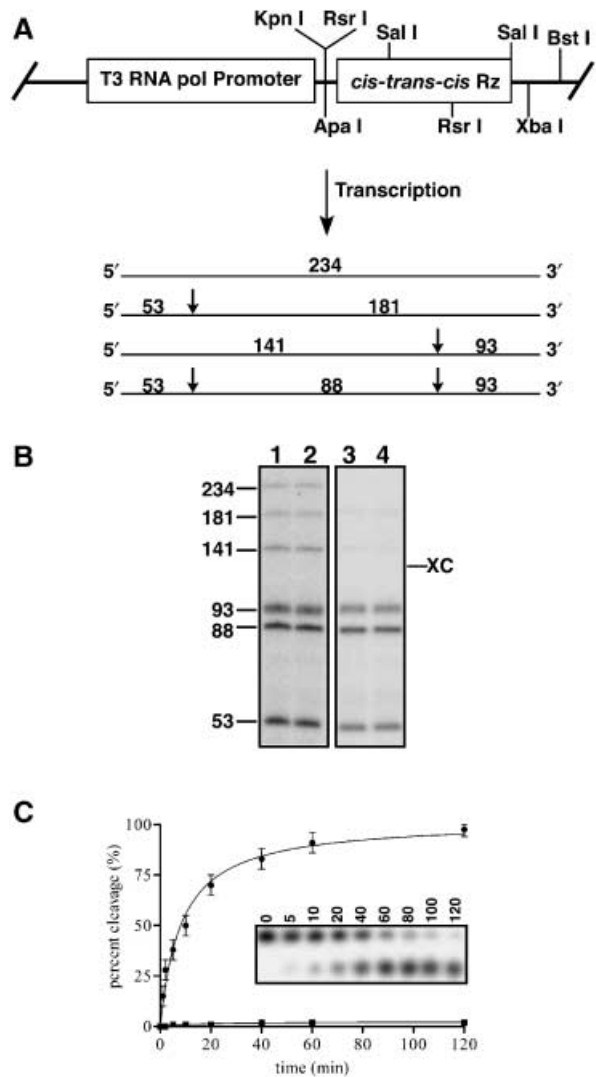 A
Kpn I Rsr I
Sal I Sal I Bst I
T3 RNA pol Promoter cis-trans-cis Rz
Apa I Rsr I Xba I
Transcription
5′ 234 3′
5′ 53 181 3′
5′ 141 93 3′
5′ 53 88 93 3′
B
1 2 3 4
234
181
141
XC
93
88
53
C
100
75
50
25
0
percent cleavage (%)
0 5 10 20 40 60 80 100 120
0 20 40 60 80 100 120
time (min)